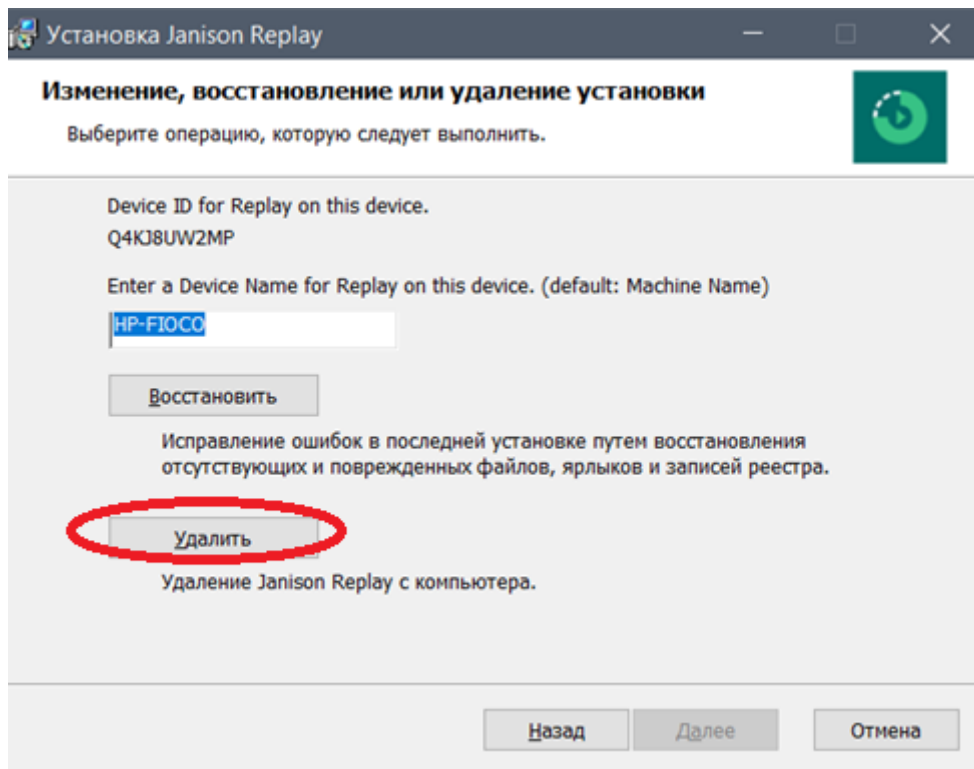 Установка Janison Replay
Изменение, восстановление или удаление установки
Выберите операцию, которую следует выполнить.
Device ID for Replay on this device.
Q4KJ8UW2MP
Enter a Device Name for Replay on this device. (default: Machine Name)
HP-FIOCO
Восстановить
Исправление ошибок в последней установке путем восстановления
отсутствующих и поврежденных файлов, ярлыков и записей реестра.
Удалить
Удаление Janison Replay с компьютера.
Назад
Далее
Отмена